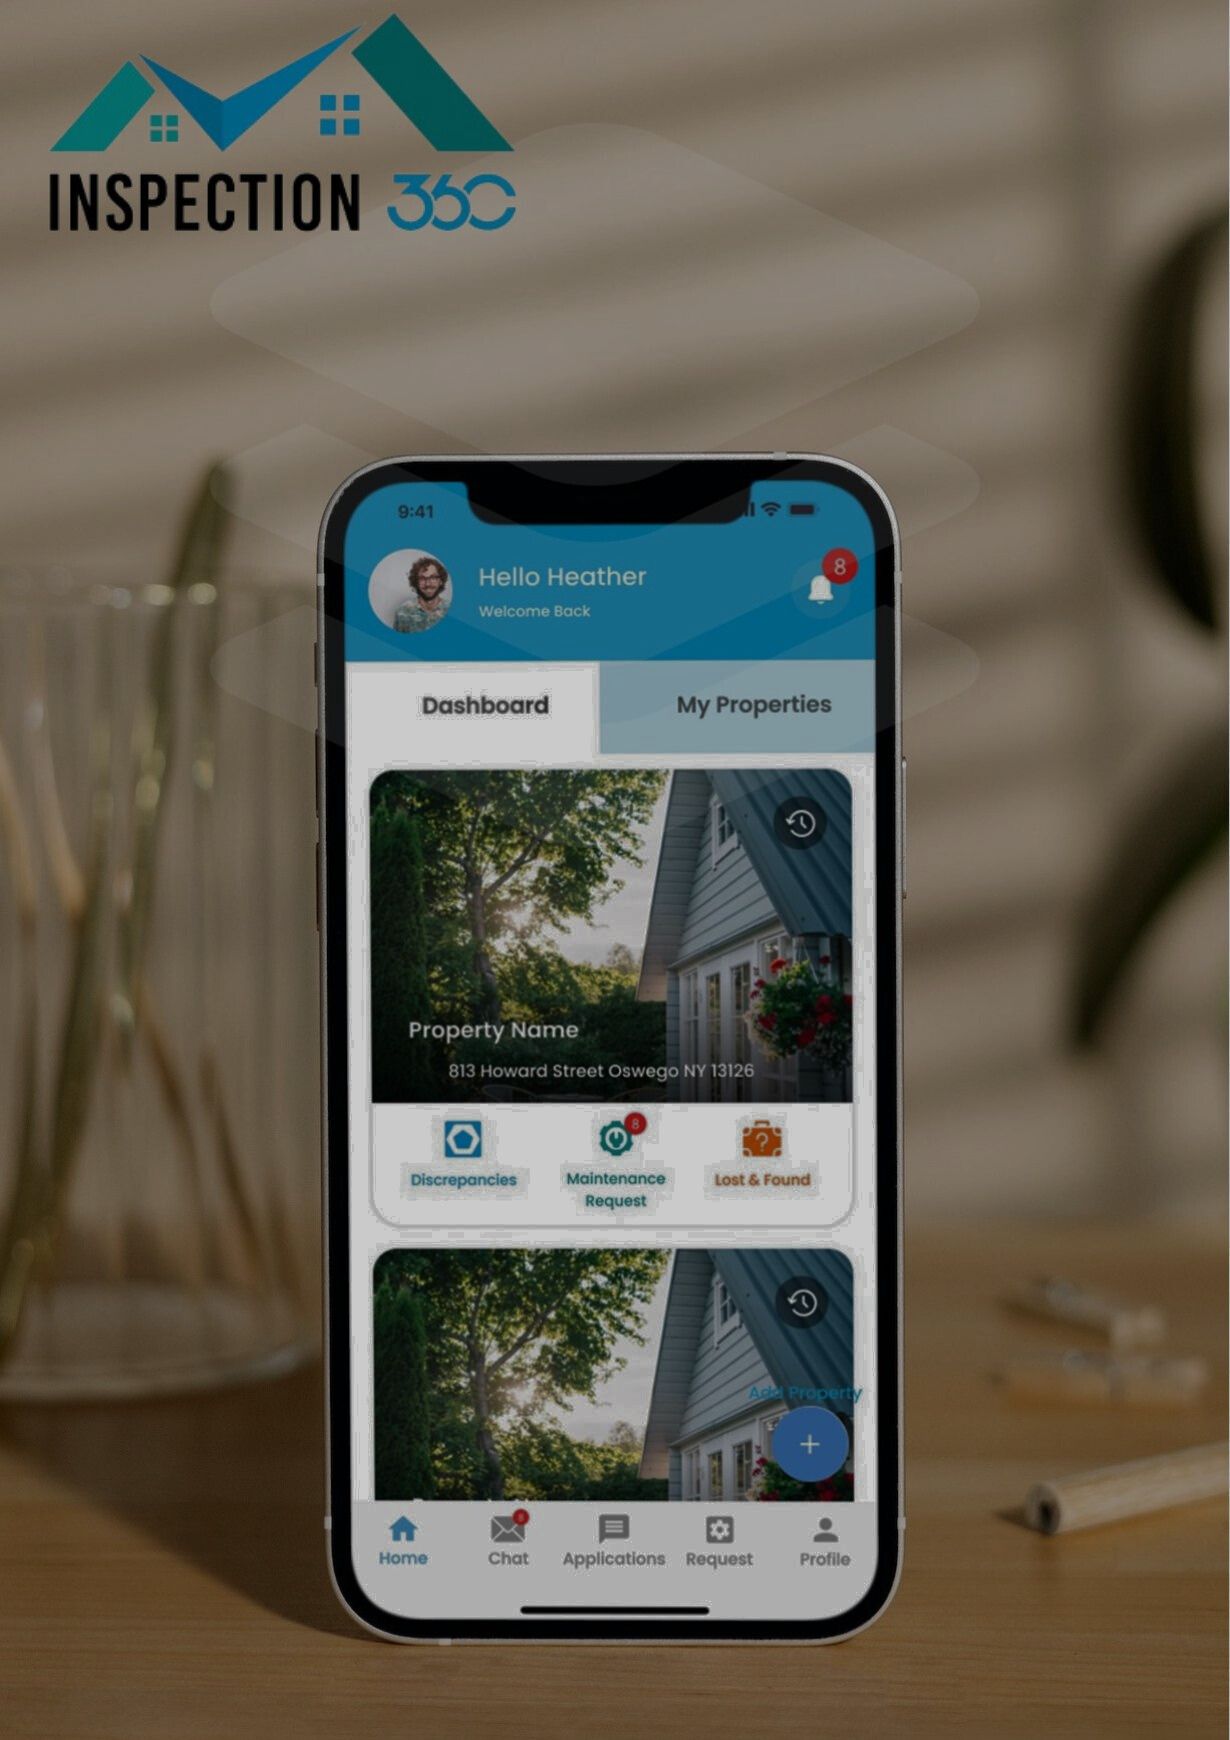 INSPECTION 360
9:41
8
Hello Heather
Welcome Back
Dashboard
My Properties
Property Name
813 Howard Street Oswego NY 13126
8
Discrepancies
Maintenance
Request
Lost & Found
Add Property
8
Home
Chat
Applications
Request
Profile